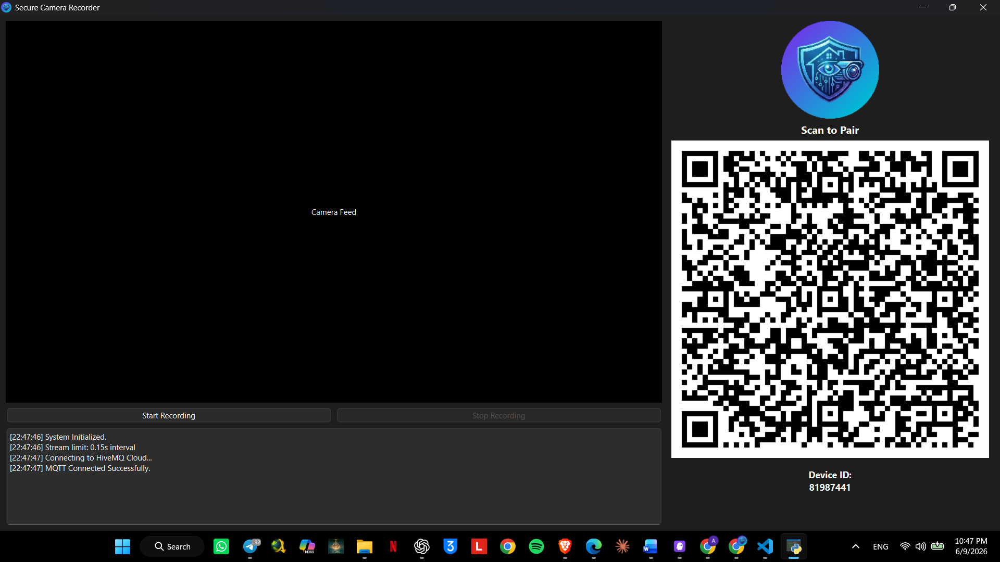 Secure Camera Recorder
Scan to Pair
Camera Feed
Start Recording
Stop Recording
[22:47:46] System Initialized.
[22:47:46] Stream limit: 0.15s interval
[22:47:47] Connecting to HiveMQ Cloud...
[22:47:47] MQTT Connected Successfully.
Device ID:
81987441
Search
..92
M365
N
3
L
W
A
ENG
10:47 PM
6/9/2026